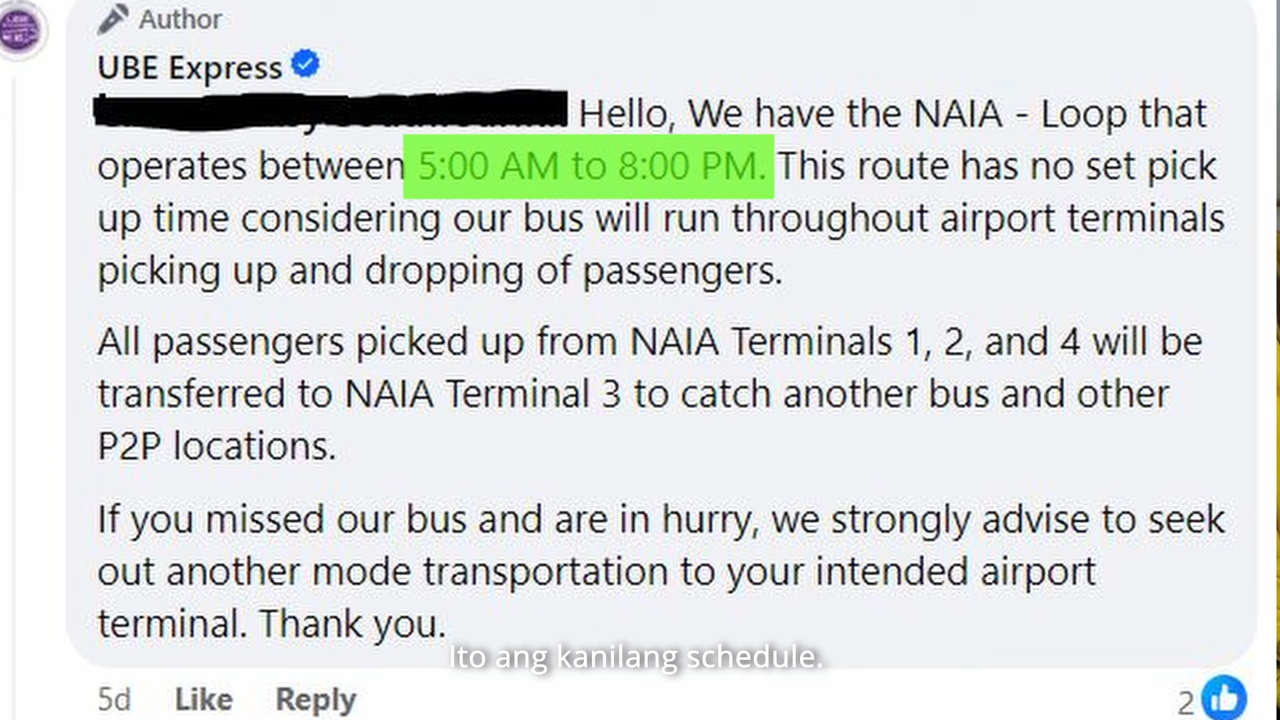 Author
UBE Express
Hello, We have the NAIA - Loop that
operates between 5:00 AM to 8:00 PM. This route has no set pick
up time considering our bus will run throughout airport terminals
picking up and dropping of passengers.
All passengers picked up from NAIA Terminals 1, 2, and 4 will be
transferred to NAIA Terminal 3 to catch another bus and other
P2P locations.
If you missed our bus and are in hurry, we strongly advise to seek
out another mode transportation to your intended airport
terminal. Thank you.
Ito ang kanilang schedule.
5d Like Reply 2